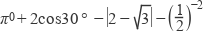 π⁰ + 2cos30° − |2 − √3| − (1/2)⁻²